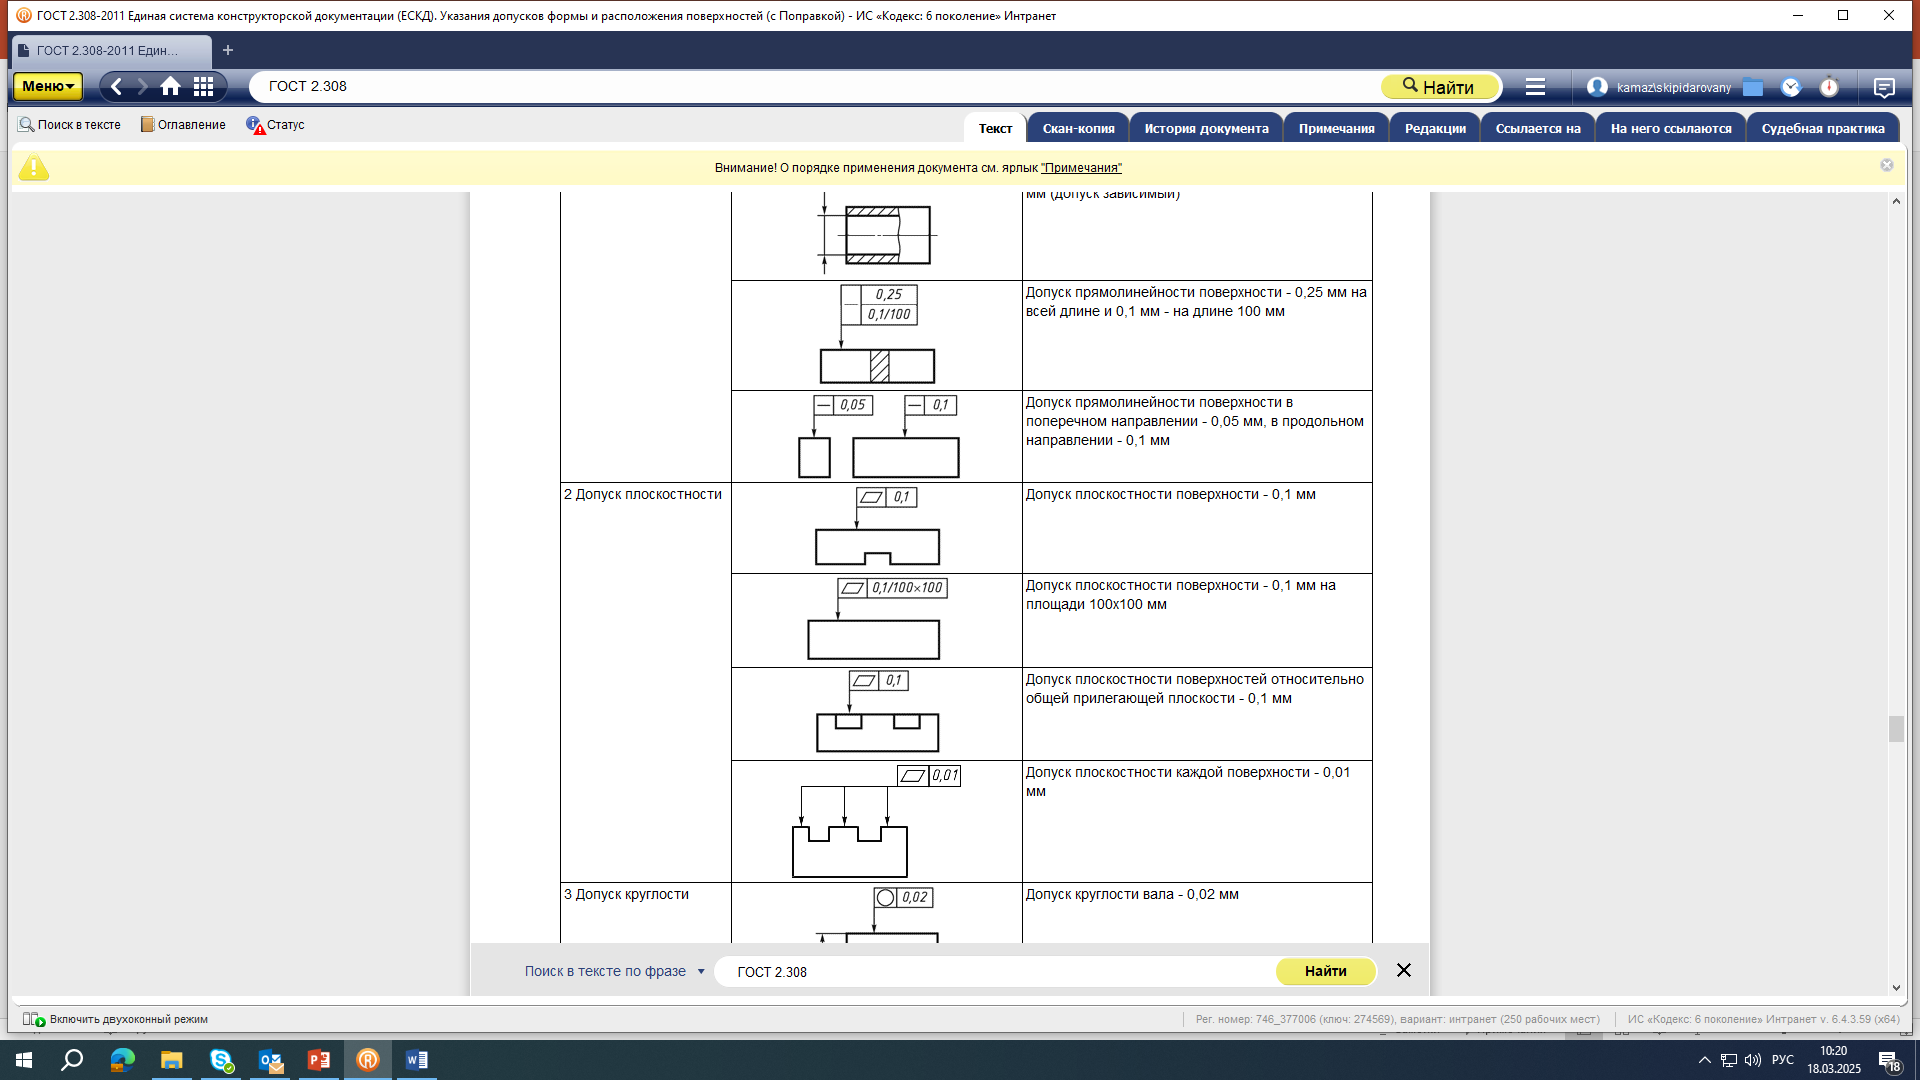 ГОСТ 2.308-2011 Единая система конструкторской документации (ЕСКД). Указания допусков формы и расположения поверхностей (с Поправкой) - ИС «Кодекс: 6 поколение» Интранет
ГОСТ 2.308-2011 Един...
Меню
ГОСТ 2.308
Найти
kamaz\skipidarovany
Поиск в тексте
Оглавление
Статус
Текст
Скан-копия
История документа
Примечания
Редакции
Ссылается на
На него ссылаются
Судебная практика
Внимание! О порядке применения документа см. ярлык "Примечания"
мм (допуск зависимый)
0,25
0,1/100
Допуск прямолинейности поверхности - 0,25 мм на
всей длине и 0,1 мм - на длине 100 мм
0,05
0,1
Допуск прямолинейности поверхности в
поперечном направлении - 0,05 мм, в продольном
направлении - 0,1 мм
2 Допуск плоскостности
0,1
Допуск плоскостности поверхности - 0,1 мм
0,1/100×100
Допуск плоскостности поверхности - 0,1 мм на
площади 100х100 мм
0,1
Допуск плоскостности поверхностей относительно
общей прилегающей плоскости - 0,1 мм
0,01
Допуск плоскостности каждой поверхности - 0,01
мм
3 Допуск круглости
0,02
Допуск круглости вала - 0,02 мм
Поиск в тексте по фразе
ГОСТ 2.308
Найти
Включить двухоконный режим
Рег. номер: 746_377006 (ключ: 274569), вариант: интранет (250 рабочих мест)
ИС «Кодекс: 6 поколение» Интранет v. 6.4.3.59 (x64)
РУС
10:20
18.03.2025
18